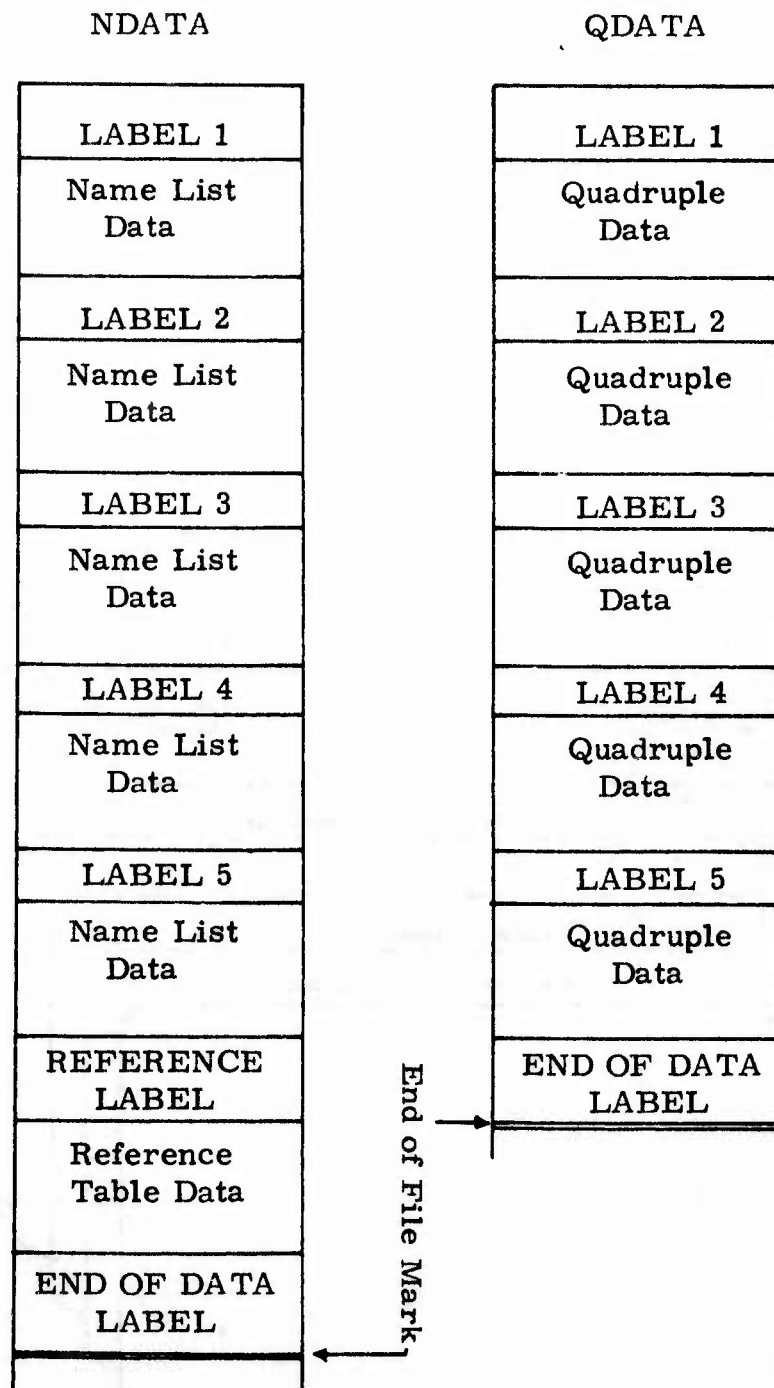 NDATA
LABEL 1
Name List
Data
LABEL 2
Name List
Data
LABEL 3
Name List
Data
LABEL 4
Name List
Data
LABEL 5
Name List
Data
REFERENCE
LABEL
Reference
Table Data
END OF DATA
LABEL
End of File Mark
QDATA
LABEL 1
Quadruple
Data
LABEL 2
Quadruple
Data
LABEL 3
Quadruple
Data
LABEL 4
Quadruple
Data
LABEL 5
Quadruple
Data
END OF DATA
LABEL